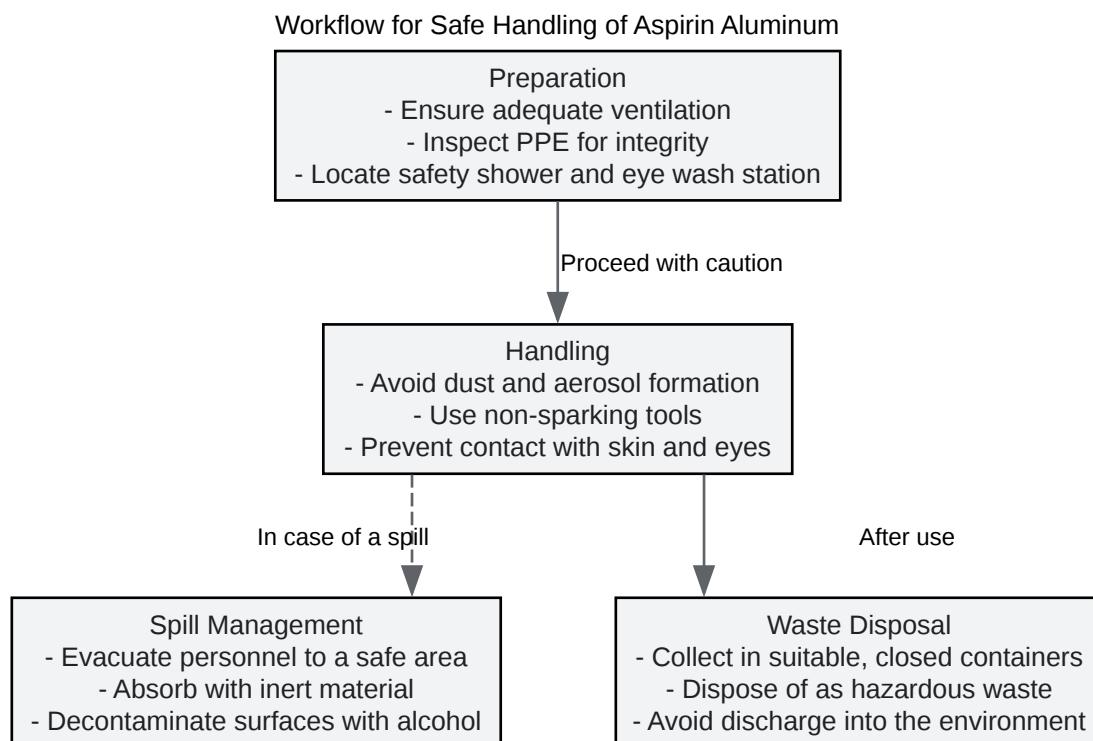 Workflow for Safe Handling of Aspirin Aluminum
Preparation
- Ensure adequate ventilation
- Inspect PPE for integrity
- Locate safety shower and eye wash station
Proceed with caution
Handling
- Avoid dust and aerosol formation
- Use non-sparking tools
- Prevent contact with skin and eyes
In case of a spill
After use
Spill Management
- Evacuate personnel to a safe area
- Absorb with inert material
- Decontaminate surfaces with alcohol
Waste Disposal
- Collect in suitable, closed containers
- Dispose of as hazardous waste
- Avoid discharge into the environment